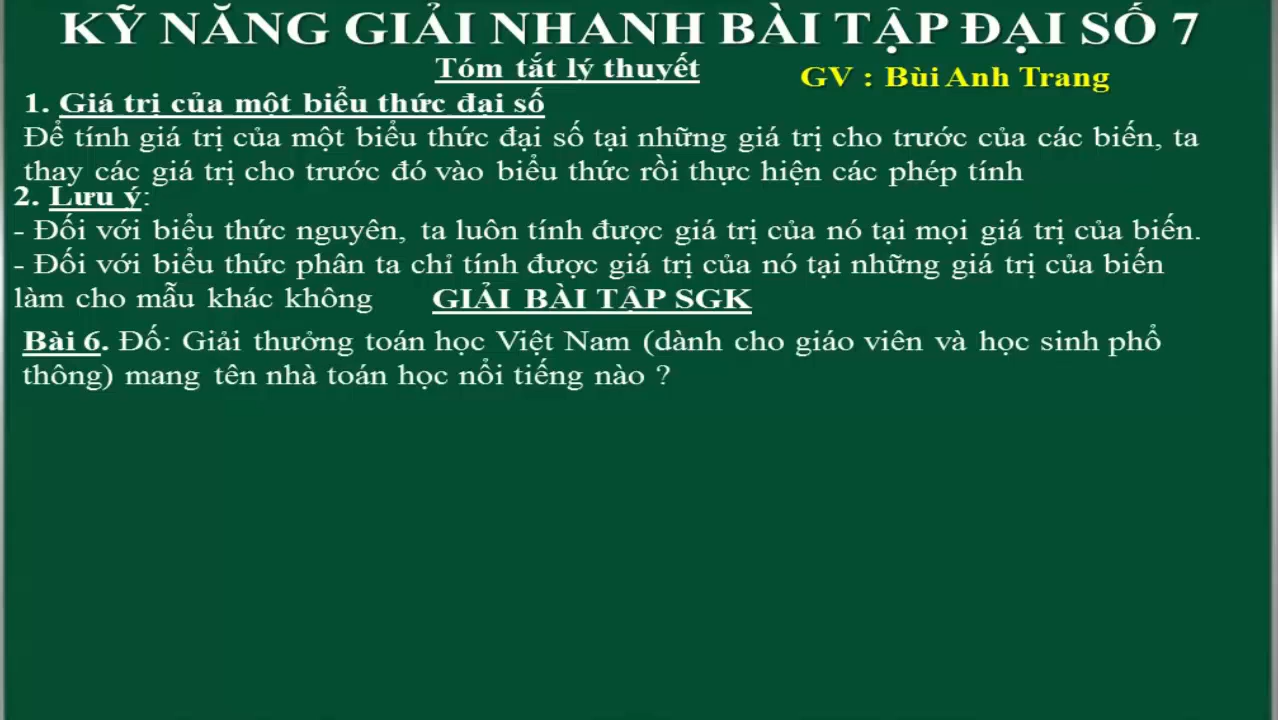 KỸ NĂNG GIẢI NHANH BÀI TẬP ĐẠI SỐ 7
Tóm tắt lý thuyết
GV : Bùi Anh Trang
1. Giá trị của một biểu thức đại số
Để tính giá trị của một biểu thức đại số tại những giá trị cho trước của các biến, ta
thay các giá trị cho trước đó vào biểu thức rồi thực hiện các phép tính
2. Lưu ý:
- Đối với biểu thức nguyên, ta luôn tính được giá trị của nó tại mọi giá trị của biến.
- Đối với biểu thức phân ta chỉ tính được giá trị của nó tại những giá trị của biến
làm cho mẫu khác không
GIẢI BÀI TẬP SGK
Bài 6. Đố: Giải thưởng toán học Việt Nam (dành cho giáo viên và học sinh phổ
thông) mang tên nhà toán học nổi tiếng nào ?